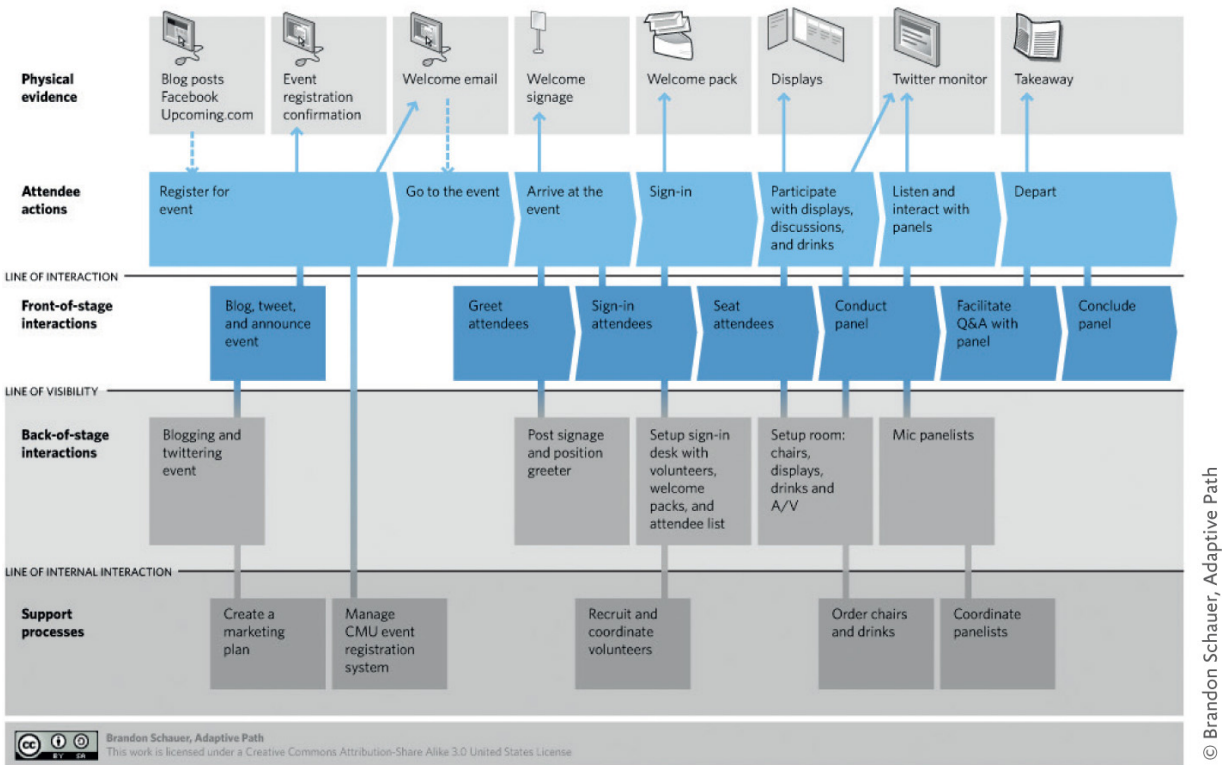 Physical
evidence
Blog posts
Facebook
Upcoming.com
Event
registration
confirmation
Welcome email
Welcome
signage
Welcome pack
Displays
Twitter monitor
Takeaway
Attendee
actions
Register for
event
Go to the event
Arrive at the
event
Sign-in
Participate
with displays,
discussions,
and drinks
Listen and
interact with
panels
Depart
LINE OF INTERACTION
Front-of-stage
interactions
Blog, tweet,
and announce
event
Greet
attendees
Sign-in
attendees
Seat
attendees
Conduct
panel
Facilitate
Q&A with
panel
Conclude
panel
LINE OF VISIBILITY
Back-of-stage
interactions
Blogging and
twittering
event
Post signage
and position
greeter
Setup sign-in
desk with
volunteers,
welcome
packs, and
attendee list
Setup room:
chairs,
displays,
drinks and
A/V
Mic panelists
LINE OF INTERNAL INTERACTION
Support
processes
Create a
marketing
plan
Manage
CMU event
registration
system
Recruit and
coordinate
volunteers
Order chairs
and drinks
Coordinate
panelists
cc
BY SA
Brandon Schauer, Adaptive Path
This work is licensed under a Creative Commons Attribution-Share Alike 3.0 United States License
© Brandon Schauer, Adaptive Path